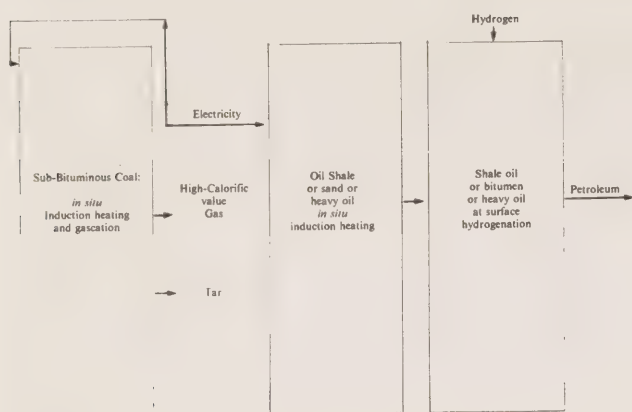 Hydrogen
Electricity
Sub-Bituminous Coal:
in situ
Induction heating
and gascation
High-Calorific
value
Gas
Tar
Oil Shale
or sand or
heavy oil
in situ
induction heating
Shale oil
or bitumen
or heavy oil
at surface
hydrogenation
Petroleum